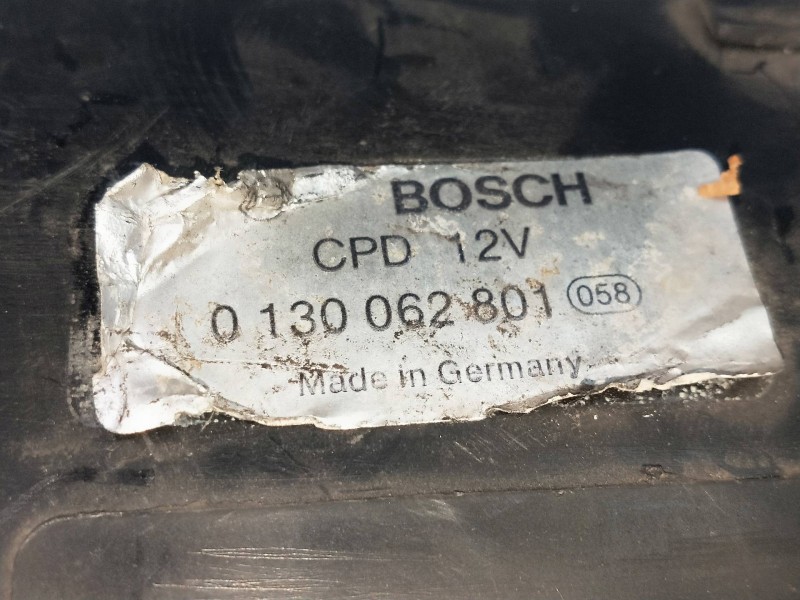 BOSCH
CPD 12V
0 130 062 801 058
Made in Germany